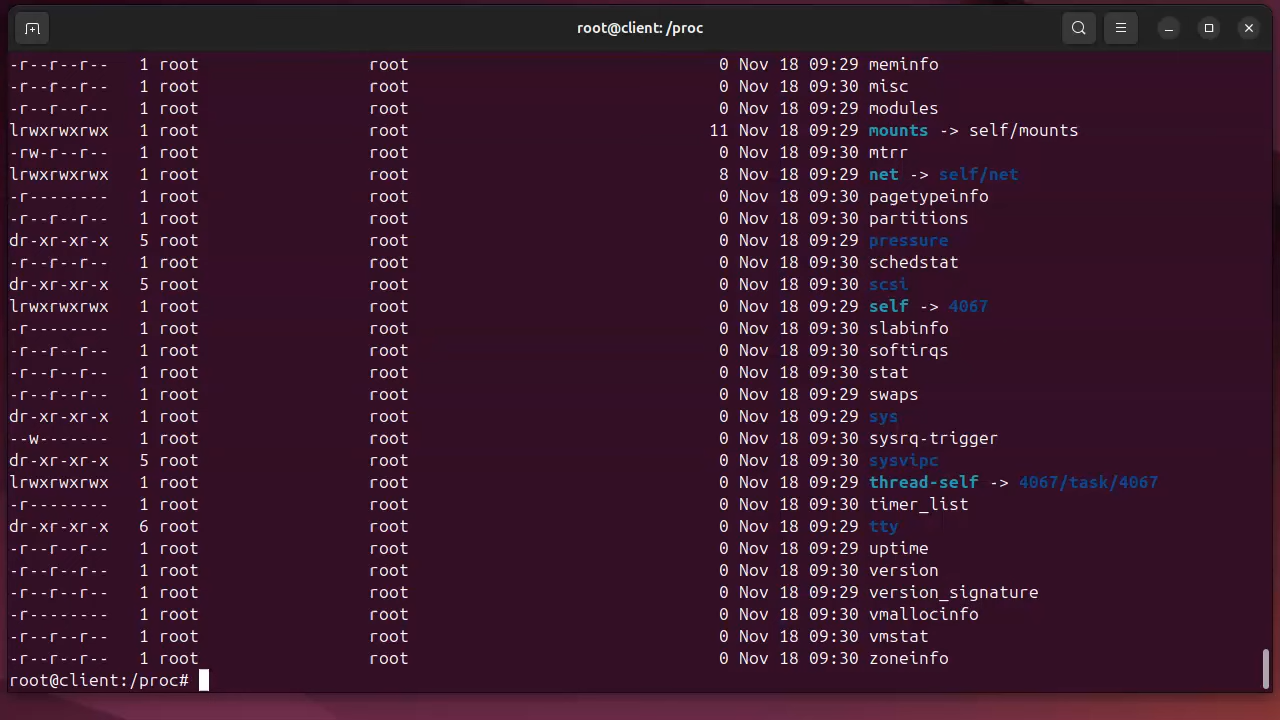 root@client: /proc
-r--r--r--   1 root                 root                               0 Nov 18 09:29 meminfo
-r--r--r--   1 root                 root                               0 Nov 18 09:30 misc
-r--r--r--   1 root                 root                               0 Nov 18 09:29 modules
lrwxrwxrwx   1 root                 root                              11 Nov 18 09:29 mounts -> self/mounts
-rw-r--r--   1 root                 root                               0 Nov 18 09:30 mtrr
lrwxrwxrwx   1 root                 root                               8 Nov 18 09:29 net -> self/net
-r--------   1 root                 root                               0 Nov 18 09:30 pagetypeinfo
-r--r--r--   1 root                 root                               0 Nov 18 09:30 partitions
dr-xr-xr-x   5 root                 root                               0 Nov 18 09:29 pressure
-r--r--r--   1 root                 root                               0 Nov 18 09:30 schedstat
dr-xr-xr-x   5 root                 root                               0 Nov 18 09:30 scsi
lrwxrwxrwx   1 root                 root                               0 Nov 18 09:29 self -> 4067
-r--------   1 root                 root                               0 Nov 18 09:30 slabinfo
-r--r--r--   1 root                 root                               0 Nov 18 09:30 softirqs
-r--r--r--   1 root                 root                               0 Nov 18 09:29 stat
-r--r--r--   1 root                 root                               0 Nov 18 09:29 swaps
dr-xr-xr-x   1 root                 root                               0 Nov 18 09:29 sys
--w-------   1 root                 root                               0 Nov 18 09:30 sysrq-trigger
dr-xr-xr-x   5 root                 root                               0 Nov 18 09:30 sysvipc
lrwxrwxrwx   1 root                 root                               0 Nov 18 09:29 thread-self -> 4067/task/4067
-r--------   1 root                 root                               0 Nov 18 09:30 timer_list
dr-xr-xr-x   6 root                 root                               0 Nov 18 09:29 tty
-r--r--r--   1 root                 root                               0 Nov 18 09:29 uptime
-r--r--r--   1 root                 root                               0 Nov 18 09:30 version
-r--r--r--   1 root                 root                               0 Nov 18 09:29 version_signature
-r--------   1 root                 root                               0 Nov 18 09:30 vmallocinfo
-r--r--r--   1 root                 root                               0 Nov 18 09:30 vmstat
-r--r--r--   1 root                 root                               0 Nov 18 09:30 zoneinfo
root@client:/proc#